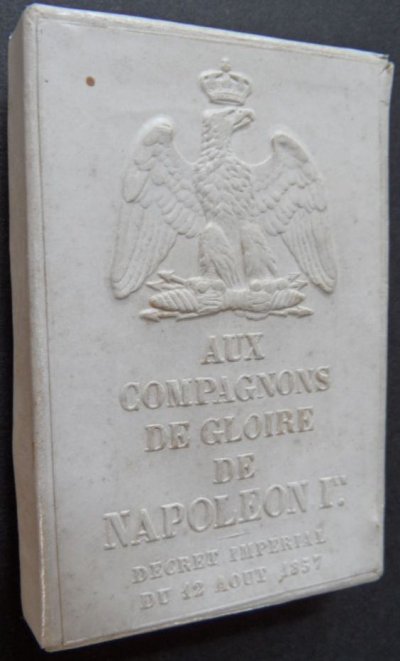 AUX
COMPAGNONS
DE GLOIRE
DE
NAPOLEON Iᴱᴿ.
DECRET IMPERIAL
DU 12 AOUT 1857